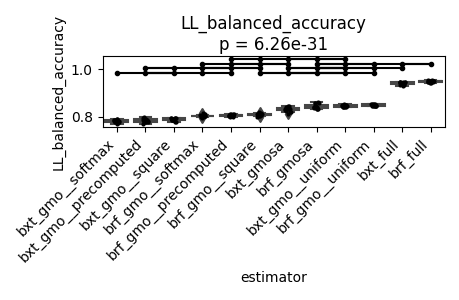 LL_balanced_accuracy
p = 6.26e-31
LL_balanced_accuracy
1.0
0.8
bxt_gmo__softmax
bxt_gmo__precomputed
bxt_gmo__square
brf_gmo__softmax
brf_gmo__precomputed
brf_gmo__square
bxt_gmosa
brf_gmosa
bxt_gmo__uniform
brf_gmo__uniform
bxt_full
brf_full
estimator